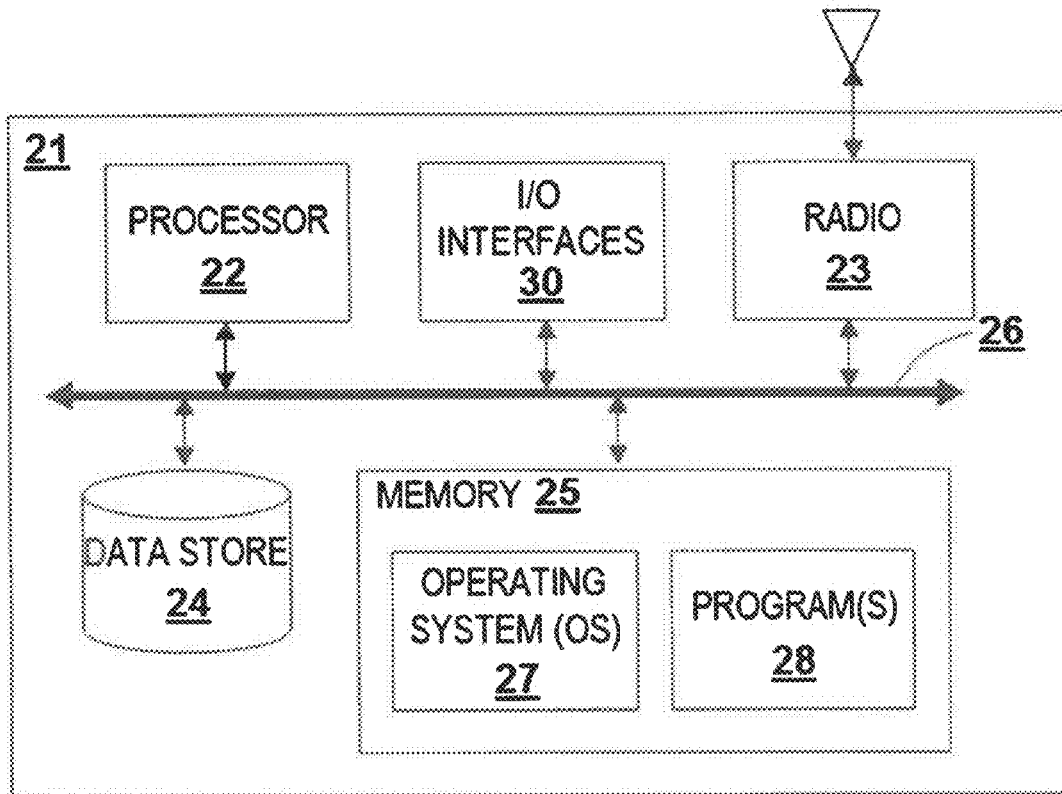 21
PROCESSOR
22
I/O
INTERFACES
30
RADIO
23
26
DATA STORE
24
MEMORY 25
OPERATING
SYSTEM (OS)
27
PROGRAM(S)
28